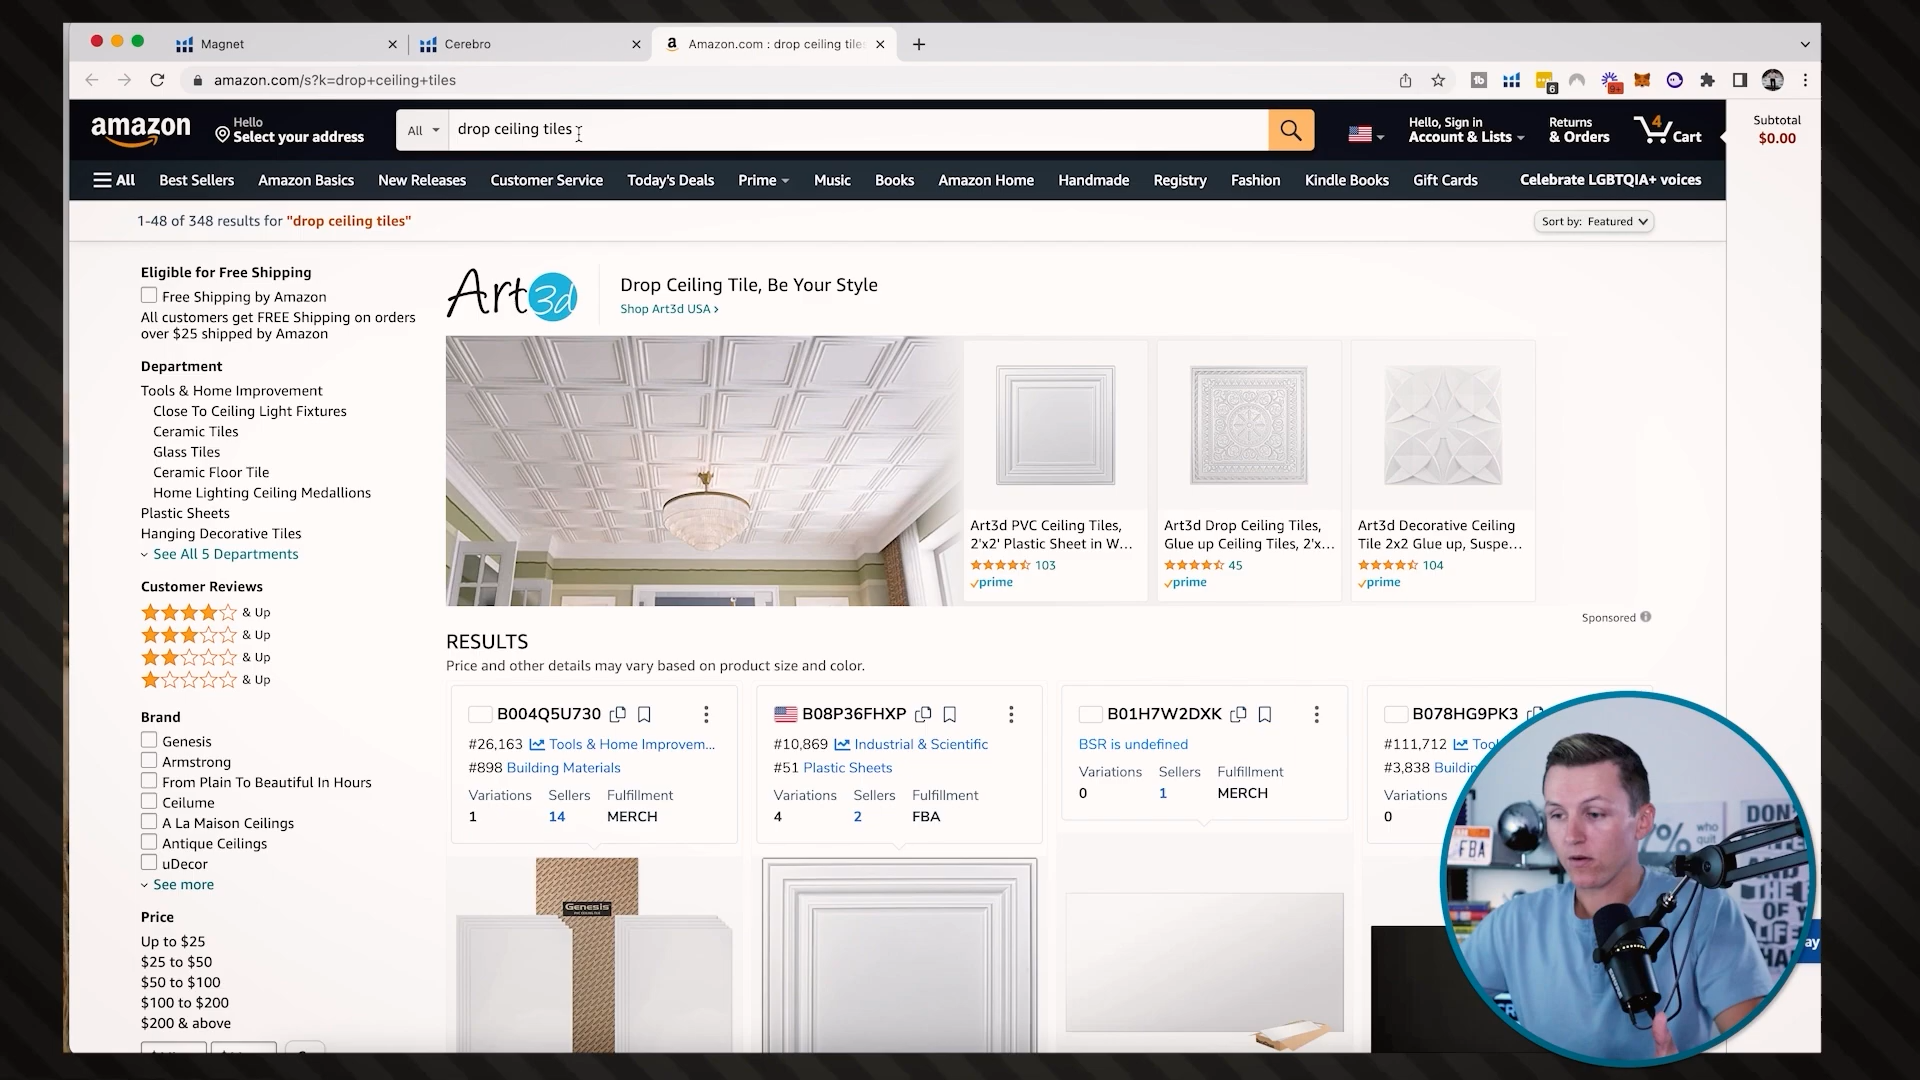 Magnet
Cerebro
Amazon.com : drop ceiling tile
amazon.com/s?k=drop+ceiling+tiles
6
9+
amazon
Hello
Select your address
All
drop ceiling tiles
Hello, Sign in
Account & Lists
Returns
& Orders
4
Cart
Subtotal
$0.00
All
Best Sellers
Amazon Basics
New Releases
Customer Service
Today's Deals
Prime
Music
Books
Amazon Home
Handmade
Registry
Fashion
Kindle Books
Gift Cards
Celebrate LGBTQIA+ voices
1-48 of 348 results for "drop ceiling tiles"
Sort by: Featured
Eligible for Free Shipping
Free Shipping by Amazon
All customers get FREE Shipping on orders
over $25 shipped by Amazon
Department
Tools & Home Improvement
Close To Ceiling Light Fixtures
Ceramic Tiles
Glass Tiles
Ceramic Floor Tile
Home Lighting Ceiling Medallions
Plastic Sheets
Hanging Decorative Tiles
See All 5 Departments
Customer Reviews
& Up
& Up
& Up
& Up
Brand
Genesis
Armstrong
From Plain To Beautiful In Hours
Ceilume
A La Maison Ceilings
Antique Ceilings
uDecor
See more
Price
Up to $25
$25 to $50
$50 to $100
$100 to $200
$200 & above
Art3d
Drop Ceiling Tile, Be Your Style
Shop Art3d USA ›
Art3d PVC Ceiling Tiles,
2'x2' Plastic Sheet in W...
103
prime
Art3d Drop Ceiling Tiles,
Glue up Ceiling Tiles, 2'x...
45
prime
Art3d Decorative Ceiling
Tile 2x2 Glue up, Suspe...
104
prime
Sponsored
RESULTS
Price and other details may vary based on product size and color.
B004Q5U730
#26,163 Tools & Home Improvem...
#898 Building Materials
Variations Sellers Fulfillment
1 14 MERCH
B08P36FHXP
#10,869 Industrial & Scientific
#51 Plastic Sheets
Variations Sellers Fulfillment
4 2 FBA
B01H7W2DXK
BSR is undefined
Variations Sellers Fulfillment
0 1 MERCH
B078HG9PK3
#111,712
#3,838
Variations
0
Genesis
FBA
%
who
quit
DON'
OF
LIFE